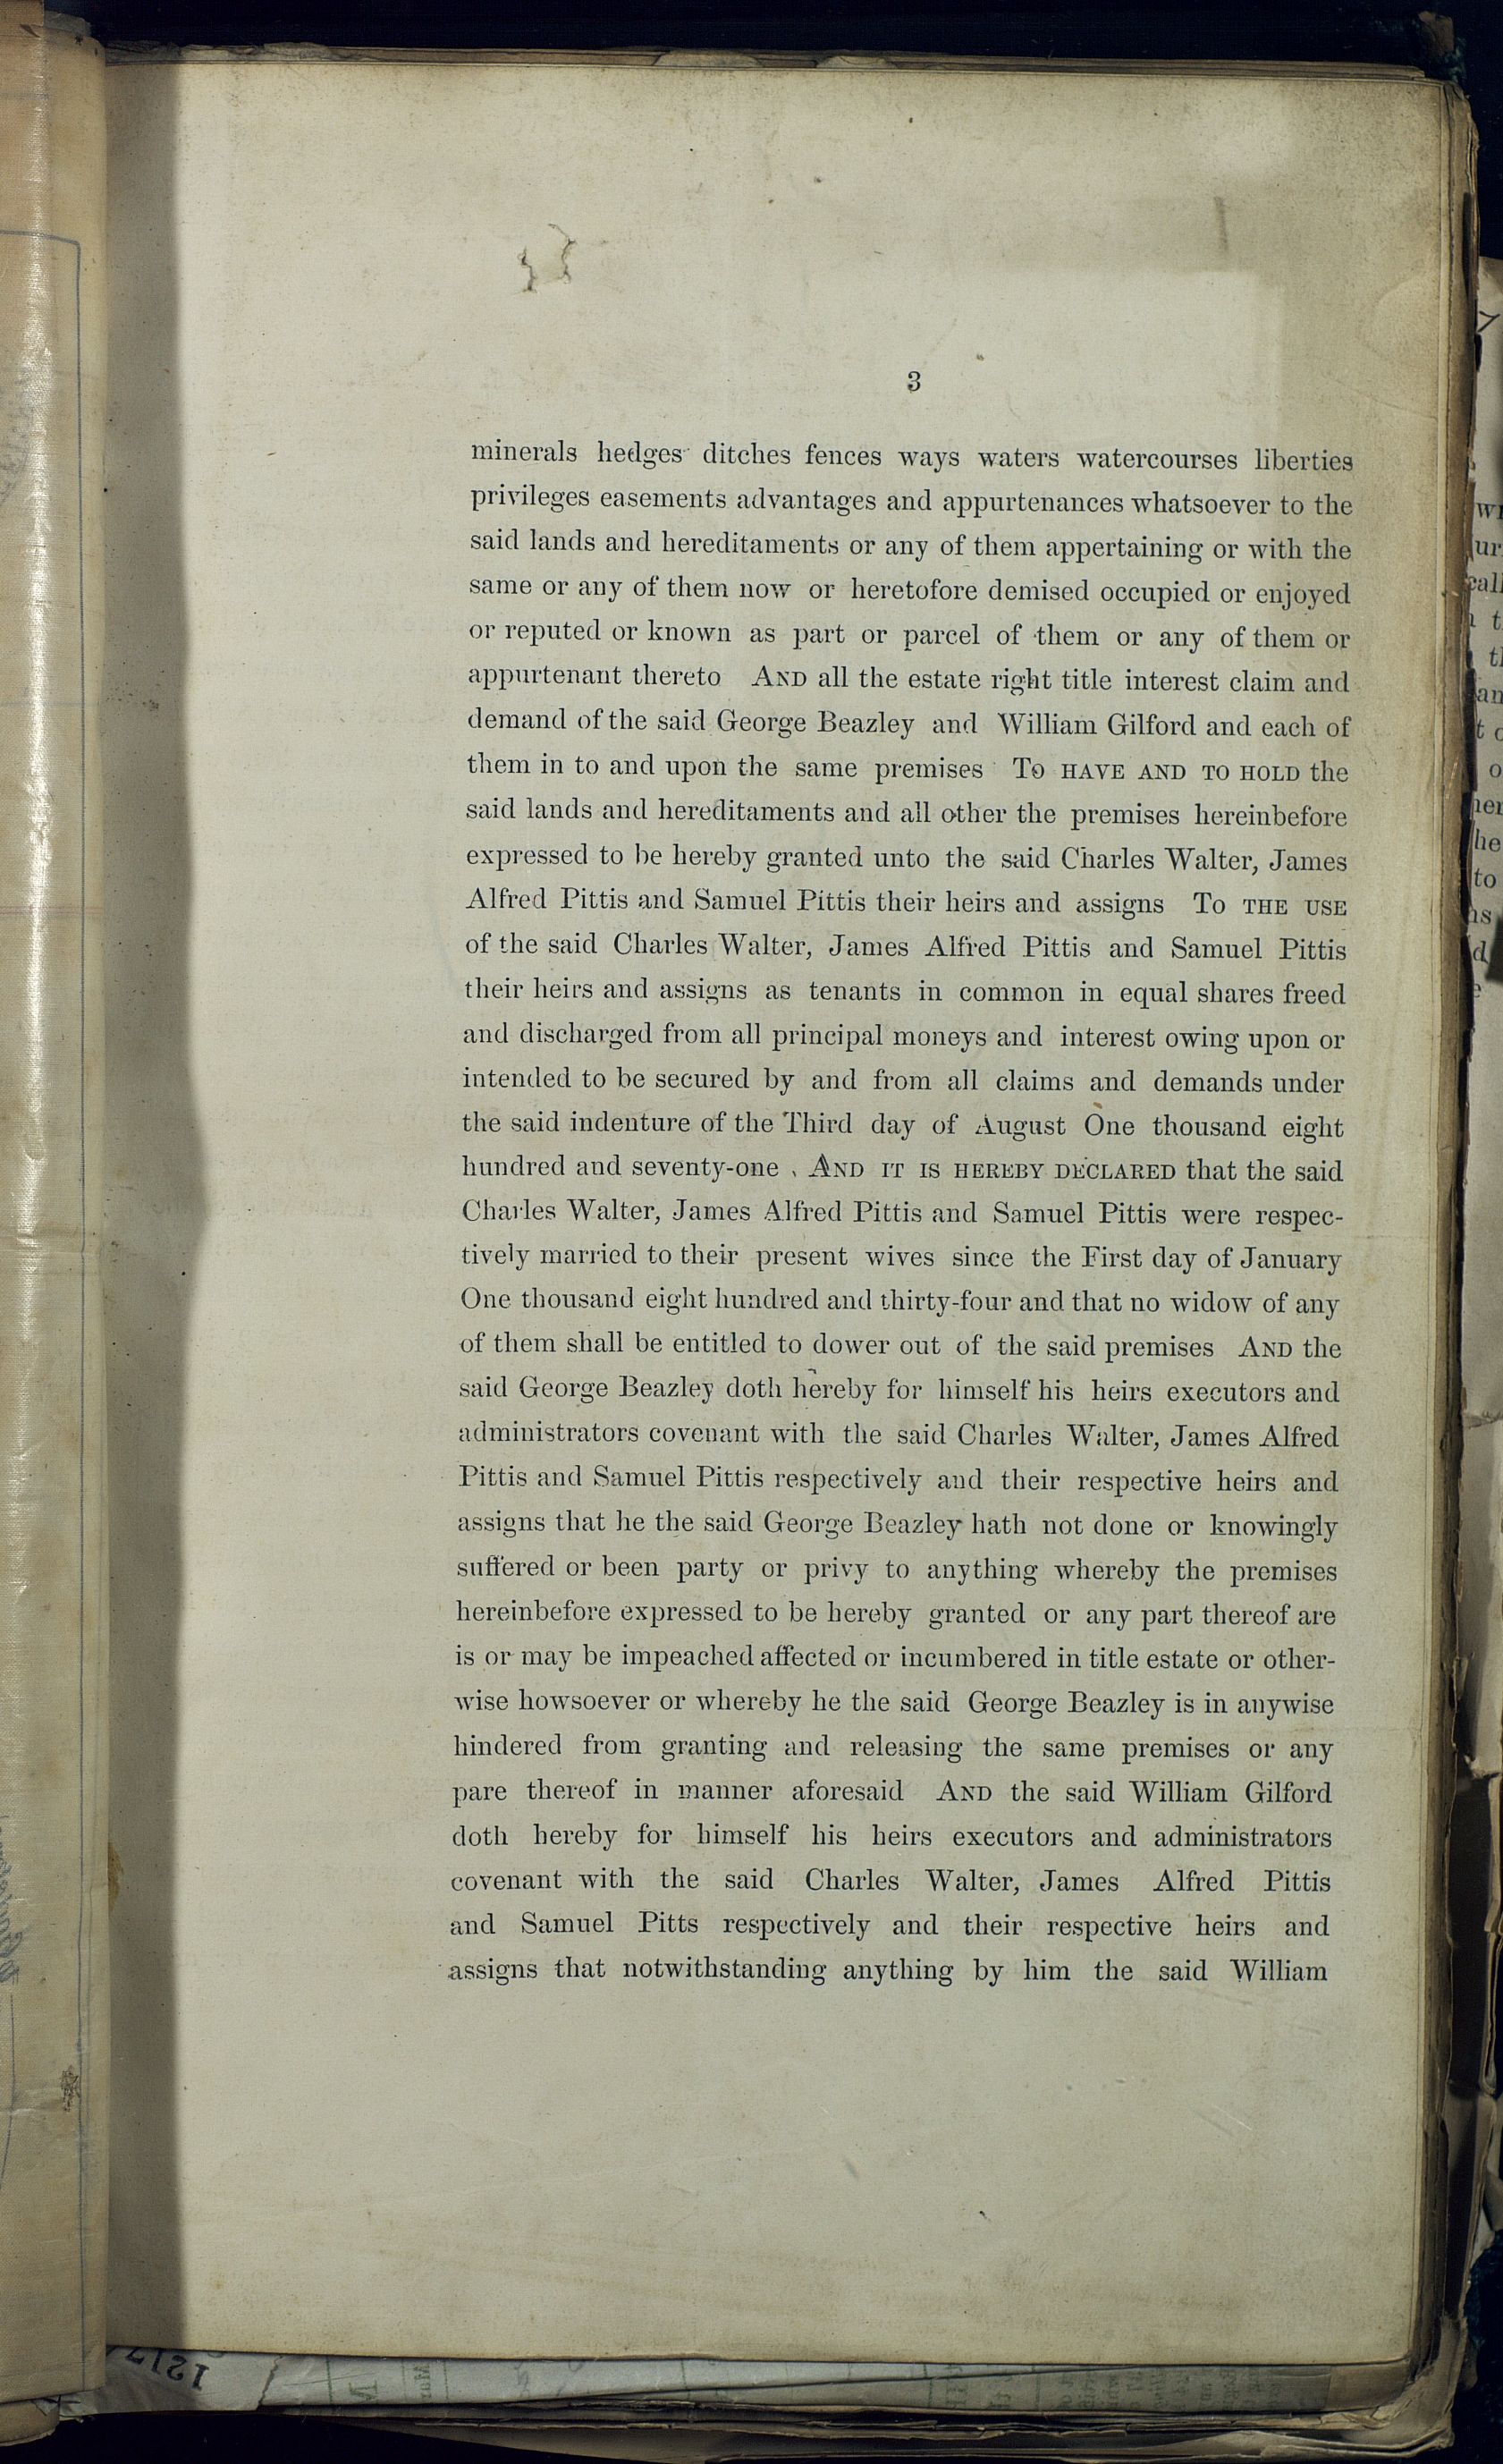 3
minerals hedges ditches fences ways waters watercourses liberties
privileges easements advantages and appurtenances whatsoever to the
said lands and hereditaments or any of them appertaining or with the
same or any of them now or heretofore demised occupied or enjoyed
or reputed or known as part or parcel of them or any of them or
appurtenant thereto AND all the estate right title interest claim and
demand of the said George Beazley and William Gilford and each of
them in to and upon the same premises TO HAVE AND TO HOLD the
said lands and hereditaments and all other the premises hereinbefore
expressed to be hereby granted unto the said Charles Walter, James
Alfred Pittis and Samuel Pittis their heirs and assigns To THE USE
of the said Charles Walter, James Alfred Pittis and Samuel Pittis
their heirs and assigns as tenants in common in equal shares freed
and discharged from all principal moneys and interest owing upon or
intended to be secured by and from all claims and demands under
the said indenture of the Third day of August One thousand eight
hundred and seventy-one . AND IT IS HEREBY DECLARED that the said
Charles Walter, James Alfred Pittis and Samuel Pittis were respec-
tively married to their present wives since the First day of January
One thousand eight hundred and thirty-four and that no widow of any
of them shall be entitled to dower out of the said premises AND the
said George Beazley doth hereby for himself his heirs executors and
administrators covenant with the said Charles Walter, James Alfred
Pittis and Samuel Pittis respectively and their respective heirs and
assigns that he the said George Beazley hath not done or knowingly
suffered or been party or privy to anything whereby the premises
hereinbefore expressed to be hereby granted or any part thereof are
is or may be impeached affected or incumbered in title estate or other-
wise howsoever or whereby he the said George Beazley is in anywise
hindered from granting and releasing the same premises or any
pare thereof in manner aforesaid AND the said William Gilford
doth hereby for himself his heirs executors and administrators
covenant with the said Charles Walter, James Alfred Pittis
and Samuel Pitts respectively and their respective heirs and
assigns that notwithstanding anything by him the said William